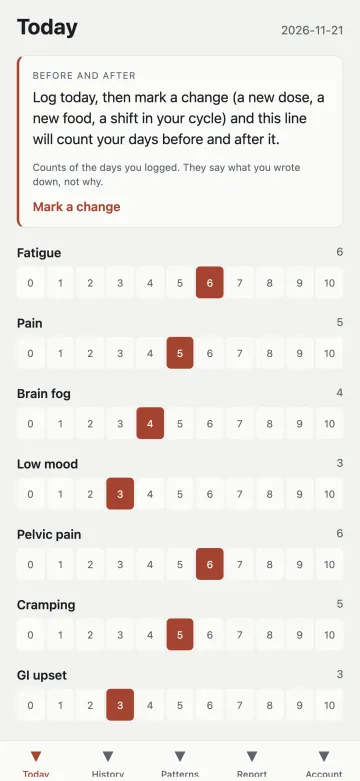 Today
2026-11-21
BEFORE AND AFTER
Log today, then mark a change (a new dose, a
new food, a shift in your cycle) and this line
will count your days before and after it.
Counts of the days you logged. They say what you wrote
down, not why.
Mark a change
Fatigue 6
0 1 2 3 4 5 6 7 8 9 10
Pain 5
0 1 2 3 4 5 6 7 8 9 10
Brain fog 4
0 1 2 3 4 5 6 7 8 9 10
Low mood 3
0 1 2 3 4 5 6 7 8 9 10
Pelvic pain 6
0 1 2 3 4 5 6 7 8 9 10
Cramping 5
0 1 2 3 4 5 6 7 8 9 10
GI upset 3
0 1 2 3 4 5 6 7 8 9 10
Today History Patterns Report Account